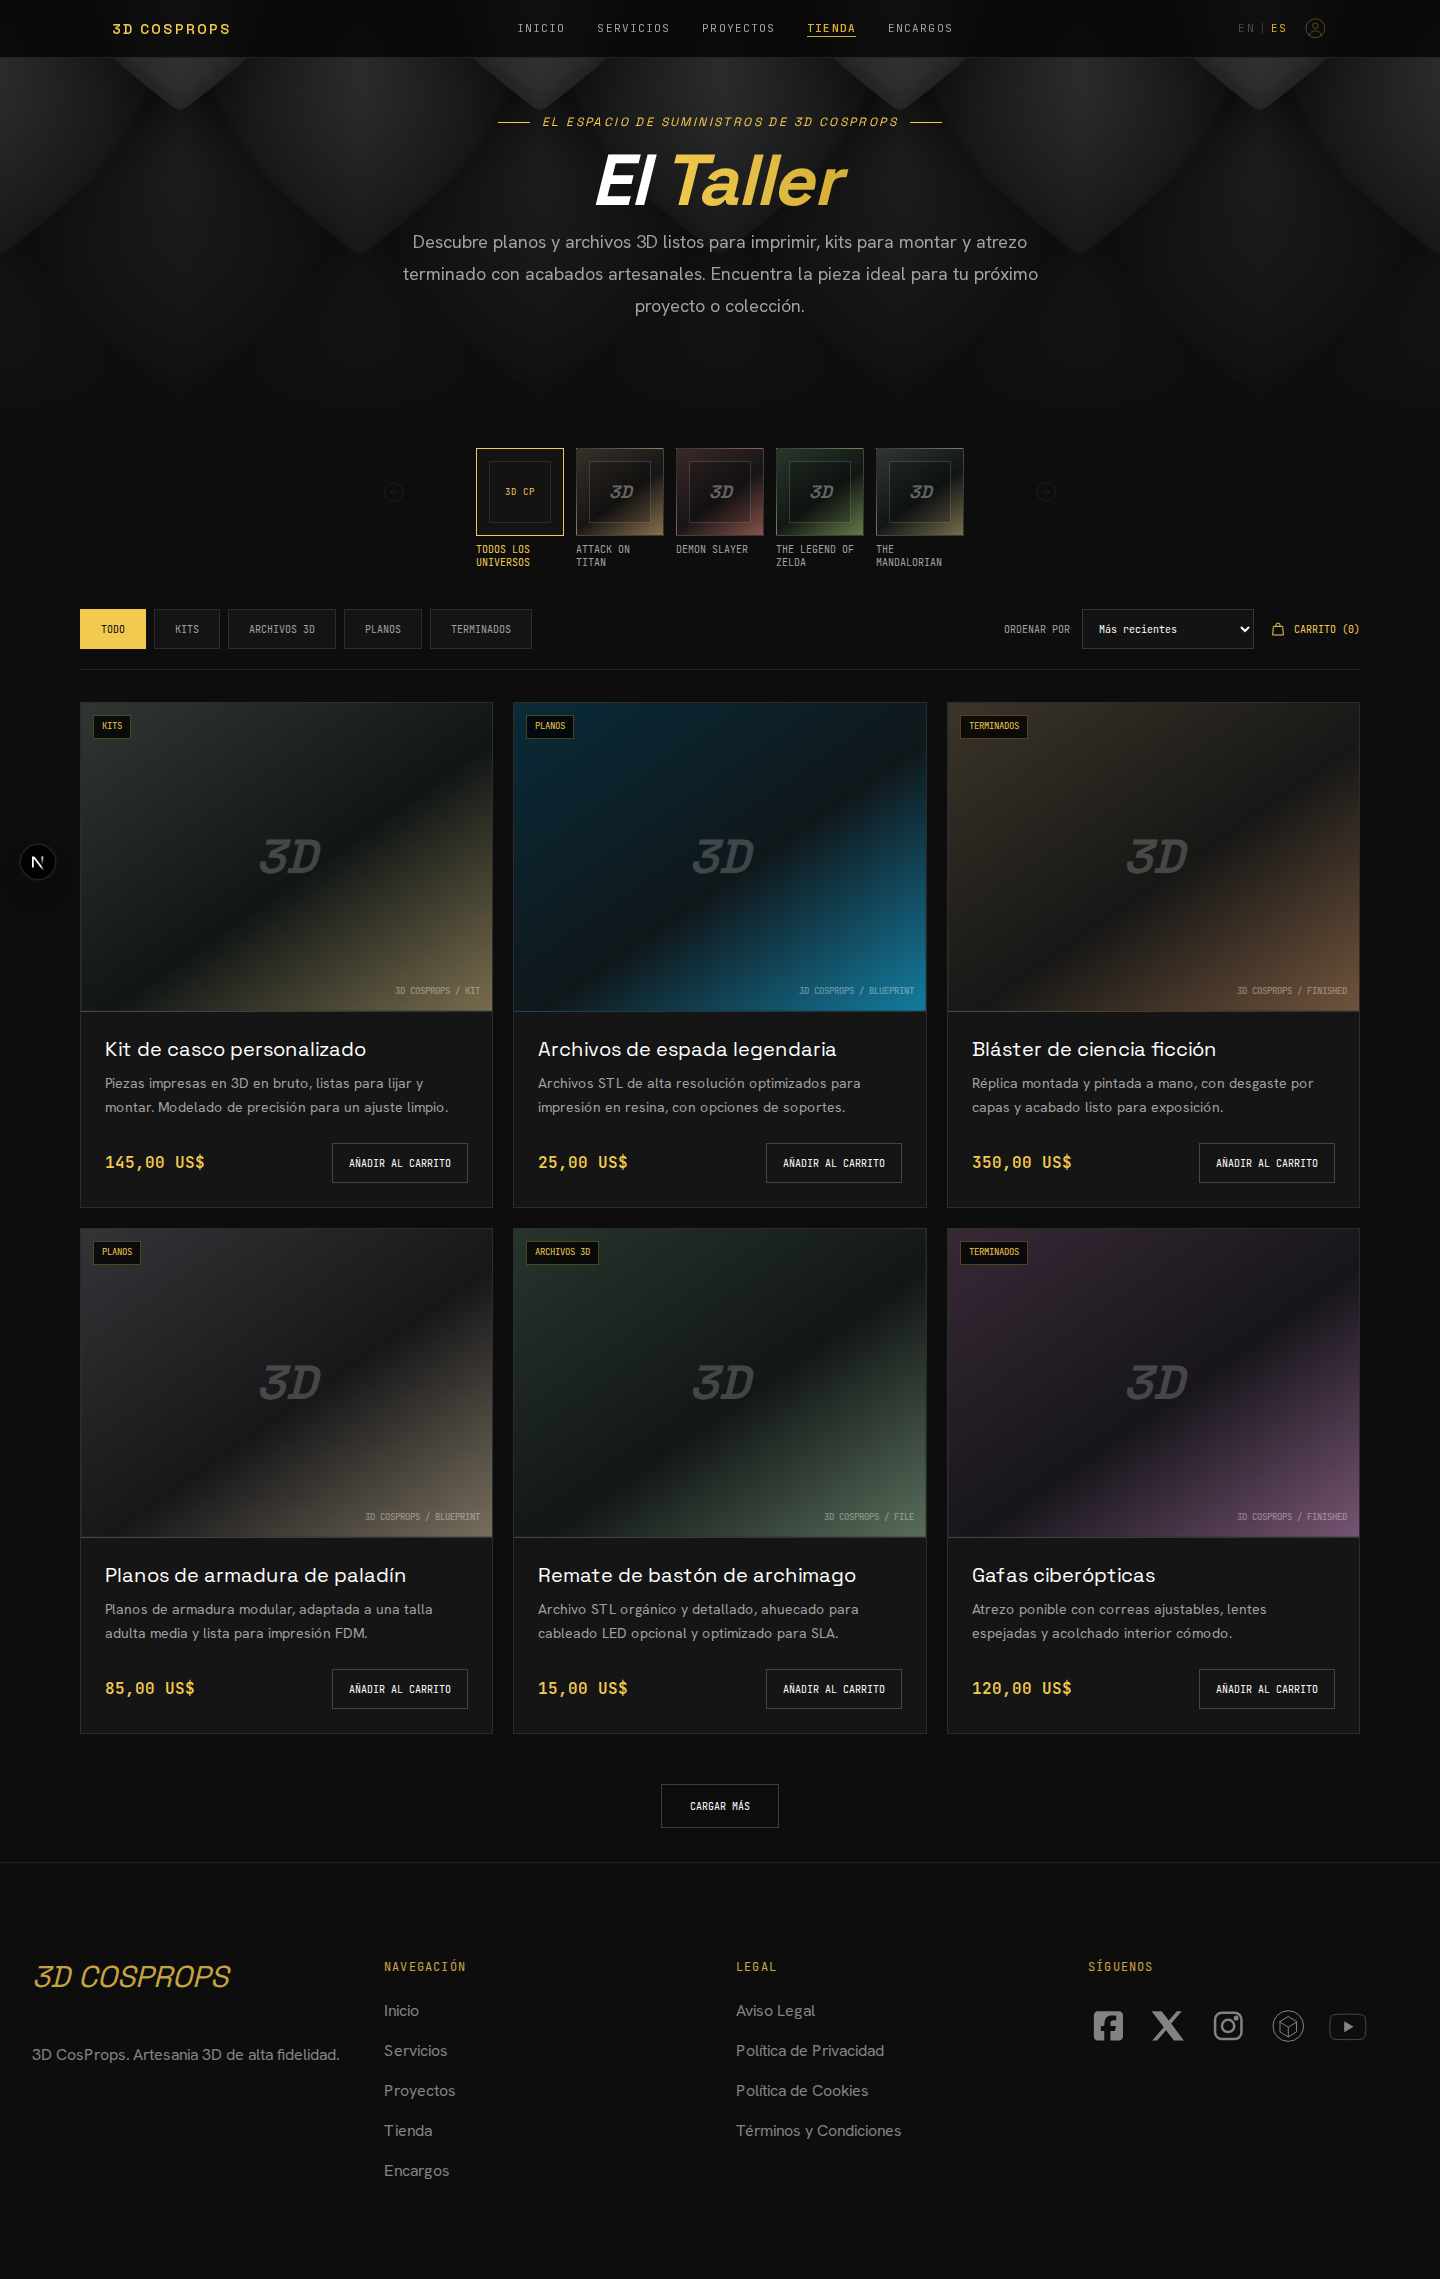 3D COSPROPS
INICIO
SERVICIOS
PROYECTOS
TIENDA
ENCARGOS
EN | ES
EL ESPACIO DE SUMINISTROS DE 3D COSPROPS
El Taller
Descubre planos y archivos 3D listos para imprimir, kits para montar y atrezo
terminado con acabados artesanales. Encuentra la pieza ideal para tu próximo
proyecto o colección.
3D CP
3D
3D
3D
3D
TODOS LOS
UNIVERSOS
ATTACK ON
TITAN
DEMON SLAYER
THE LEGEND OF
ZELDA
THE
MANDALORIAN
TODO
KITS
ARCHIVOS 3D
PLANOS
TERMINADOS
ORDENAR POR
Más recientes
CARRITO (0)
KITS
3D
3D COSPROPS / KIT
Kit de casco personalizado
Piezas impresas en 3D en bruto, listas para lijar y
montar. Modelado de precisión para un ajuste limpio.
145,00 US$
AÑADIR AL CARRITO
PLANOS
3D
3D COSPROPS / BLUEPRINT
Archivos de espada legendaria
Archivos STL de alta resolución optimizados para
impresión en resina, con opciones de soportes.
25,00 US$
AÑADIR AL CARRITO
TERMINADOS
3D
3D COSPROPS / FINISHED
Bláster de ciencia ficción
Réplica montada y pintada a mano, con desgaste por
capas y acabado listo para exposición.
350,00 US$
AÑADIR AL CARRITO
PLANOS
3D
3D COSPROPS / BLUEPRINT
Planos de armadura de paladín
Planos de armadura modular, adaptada a una talla
adulta media y lista para impresión FDM.
85,00 US$
AÑADIR AL CARRITO
ARCHIVOS 3D
3D
3D COSPROPS / FILE
Remate de bastón de archimago
Archivo STL orgánico y detallado, ahuecado para
cableado LED opcional y optimizado para SLA.
15,00 US$
AÑADIR AL CARRITO
TERMINADOS
3D
3D COSPROPS / FINISHED
Gafas ciberópticas
Atrezo ponible con correas ajustables, lentes
espejadas y acolchado interior cómodo.
120,00 US$
AÑADIR AL CARRITO
CARGAR MÁS
3D COSPROPS
3D CosProps. Artesania 3D de alta fidelidad.
NAVEGACIÓN
Inicio
Servicios
Proyectos
Tienda
Encargos
LEGAL
Aviso Legal
Política de Privacidad
Política de Cookies
Términos y Condiciones
SÍGUENOS